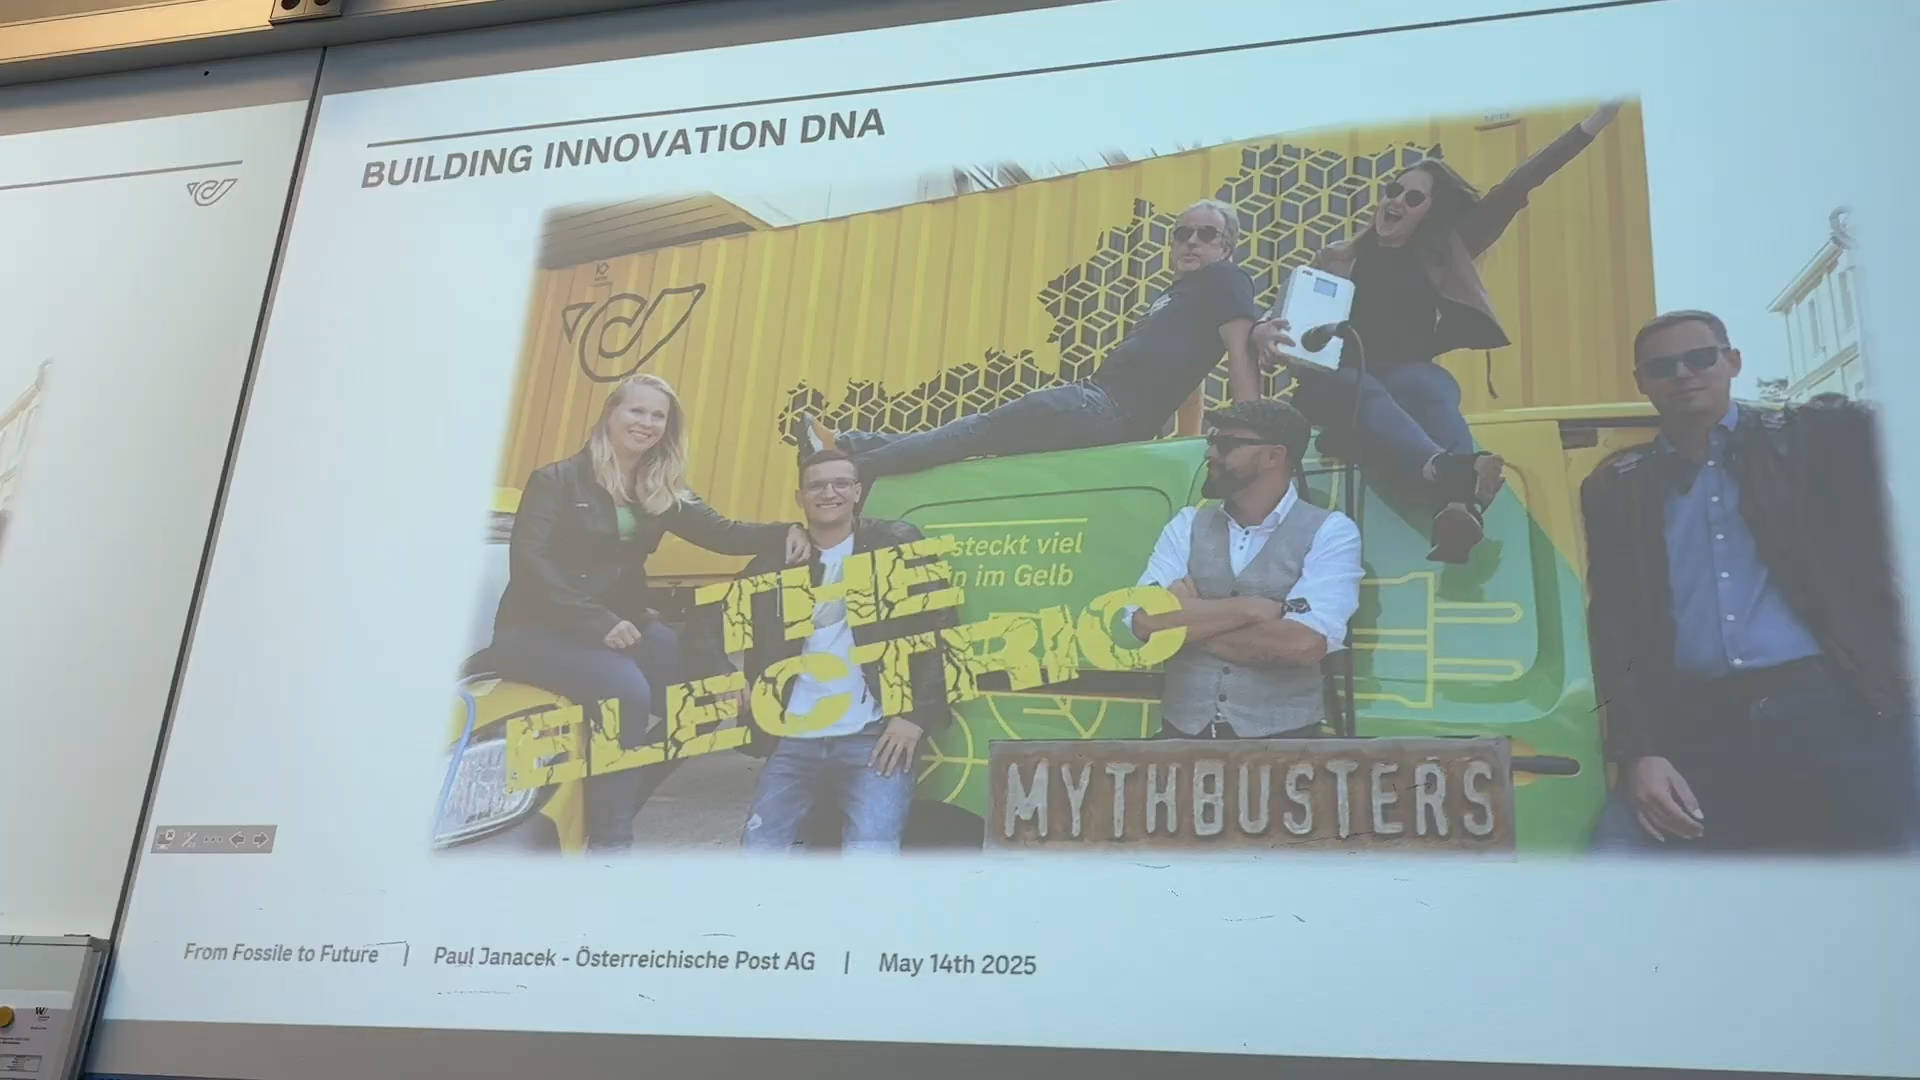 BUILDING INNOVATION DNA
steckt viel
im Gelb
THE
ELECTRIC
MYTHBUSTERS
From Fossile to Future | Paul Janacek - Österreichische Post AG | May 14th 2025